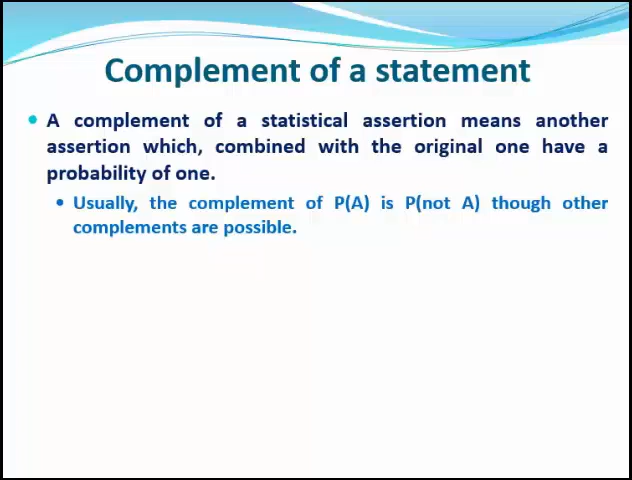 Complement of a statement
• A complement of a statistical assertion means another
assertion which, combined with the original one have a
probability of one.
• Usually, the complement of P(A) is P(not A) though other
complements are possible.